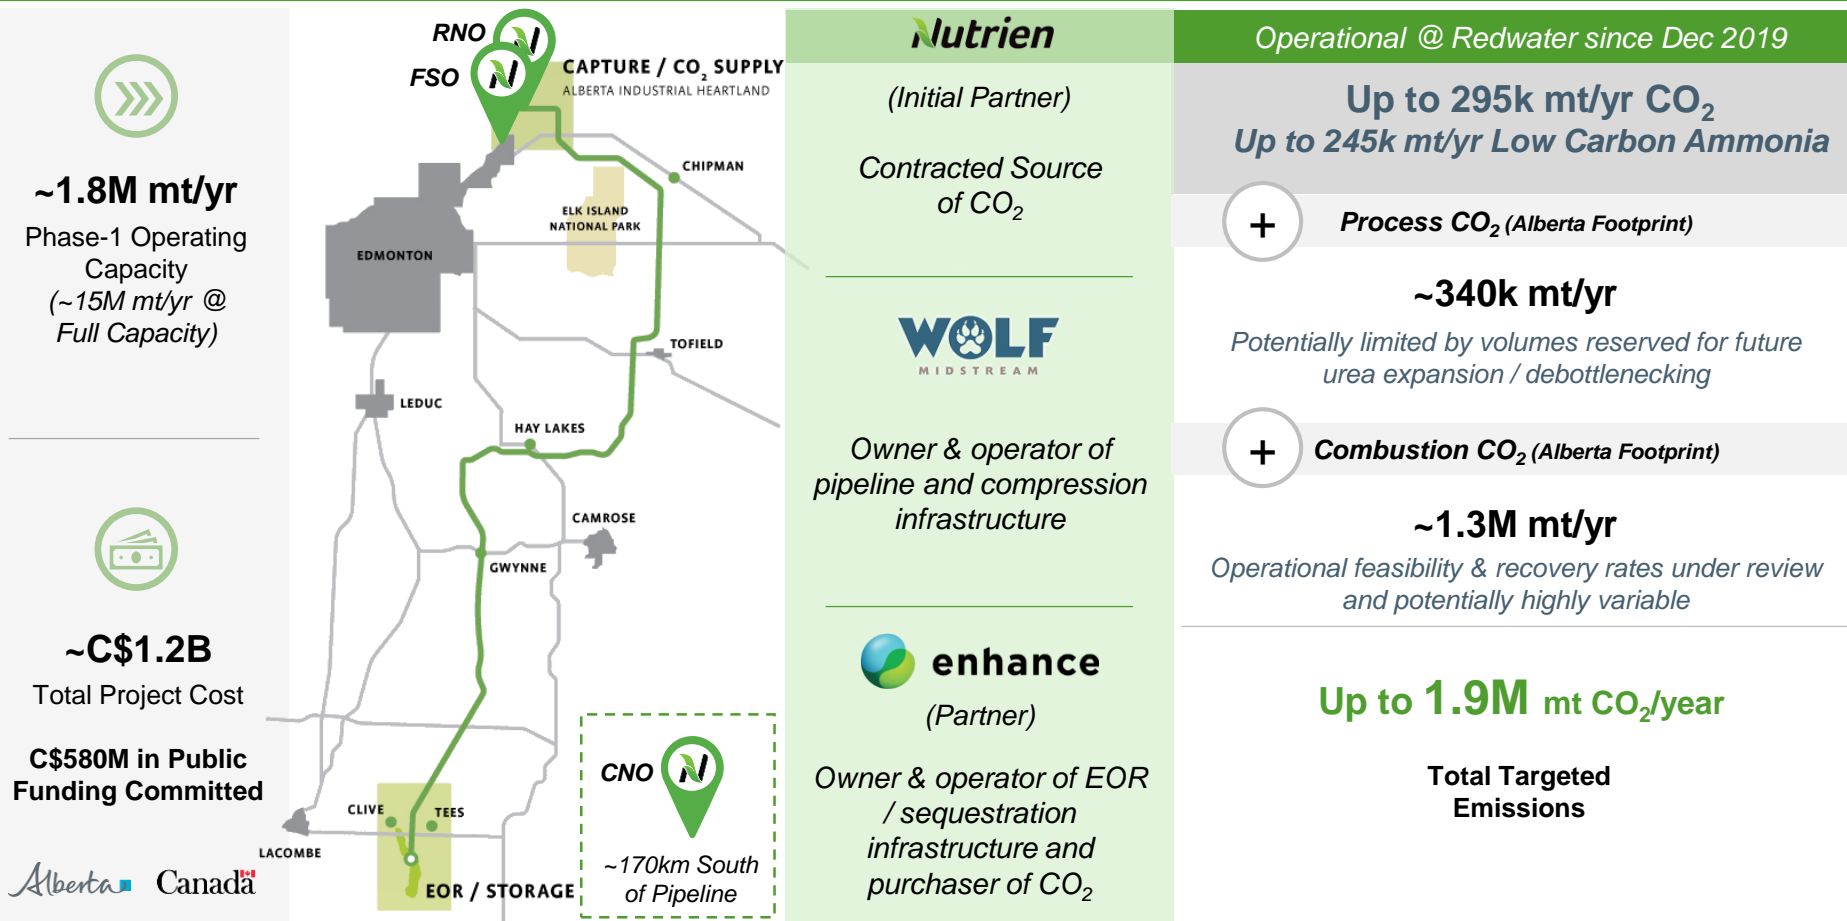 ~1.8M mt/yr
Phase-1 Operating
Capacity
(~15M mt/yr @
Full Capacity)
~C$1.2B
Total Project Cost
C$580M in Public
Funding Committed
Alberta
Canada
RNO
FSO
CAPTURE / CO₂ SUPPLY
ALBERTA INDUSTRIAL HEARTLAND
CHIPMAN
ELK ISLAND
NATIONAL PARK
EDMONTON
TOFIELD
LEDUC
HAY LAKES
CAMROSE
GWYNNE
CLIVE
TEES
LACOMBE
EOR / STORAGE
CNO
~170km South
of Pipeline
Nutrien
(Initial Partner)
Contracted Source
of CO₂
WOLF
MIDSTREAM
Owner & operator of
pipeline and compression
infrastructure
enhance
(Partner)
Owner & operator of EOR
/ sequestration
infrastructure and
purchaser of CO₂
Operational @ Redwater since Dec 2019
Up to 295k mt/yr CO₂
Up to 245k mt/yr Low Carbon Ammonia
+ Process CO₂ (Alberta Footprint)
~340k mt/yr
Potentially limited by volumes reserved for future
urea expansion / debottlenecking
+ Combustion CO₂ (Alberta Footprint)
~1.3M mt/yr
Operational feasibility & recovery rates under review
and potentially highly variable
Up to 1.9M mt CO₂/year
Total Targeted
Emissions